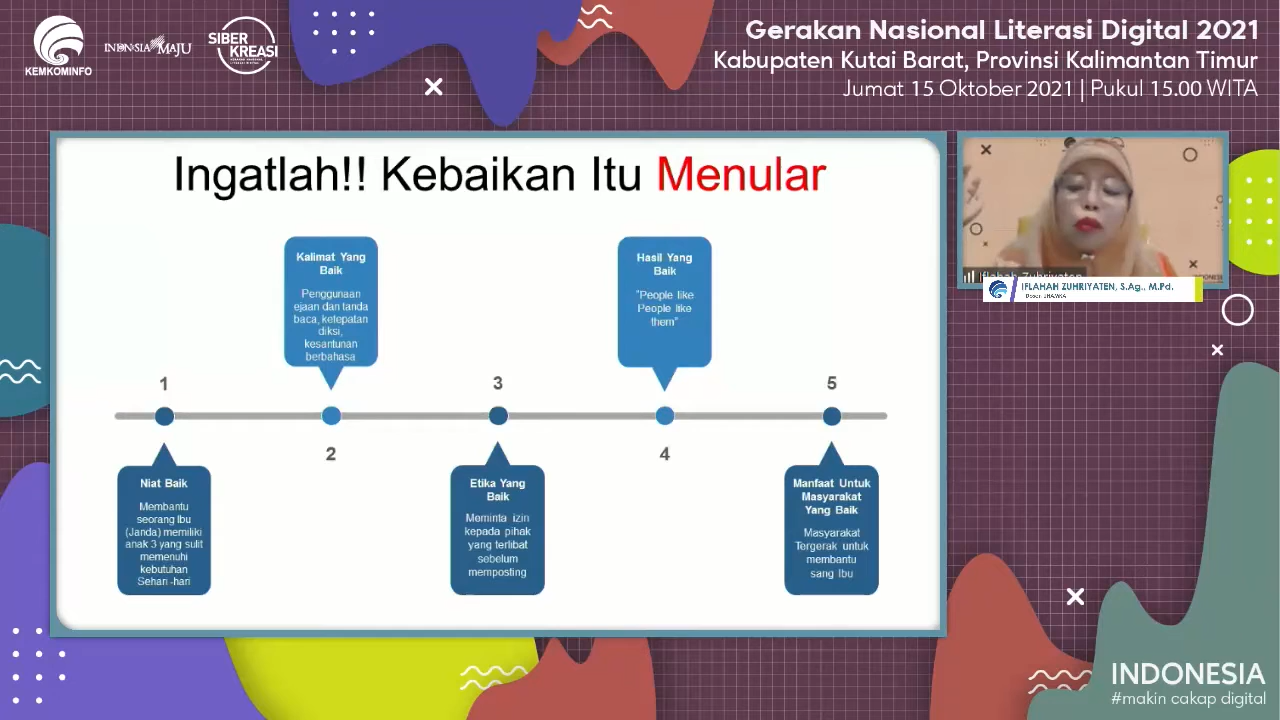 KEMKOMINFO
INDONESIA MAJU
SIBER
KREASI
Gerakan Nasional Literasi Digital 2021
Kabupaten Kutai Barat, Provinsi Kalimantan Timur
Jumat 15 Oktober 2021 | Pukul 15.00 WITA
Ingatlah!! Kebaikan Itu Menular
Kalimat Yang
Baik
Penggunaan
ejaan dan tanda
baca, ketepatan
diksi,
kesantunan
berbahasa
Hasil Yang
Baik
"People like
People like
them"
1
3
5
2
4
Niat Baik
Membantu
seorang Ibu
(Janda) memiliki
anak 3 yang sulit
memenuhi
kebutuhan
Sehari -hari
Etika Yang
Baik
Meminta izin
kepada pihak
yang terlibat
sebelum
memposting
Manfaat Untuk
Masyarakat
Yang Baik
Masyarakat
Tergerak untuk
membantu
sang Ibu
Iflahah Zuhriyaten
IFLAHAH ZUHRIYATEN, S.Ag., M.Pd.
Dosen
INDONESIA
#makin cakap digital